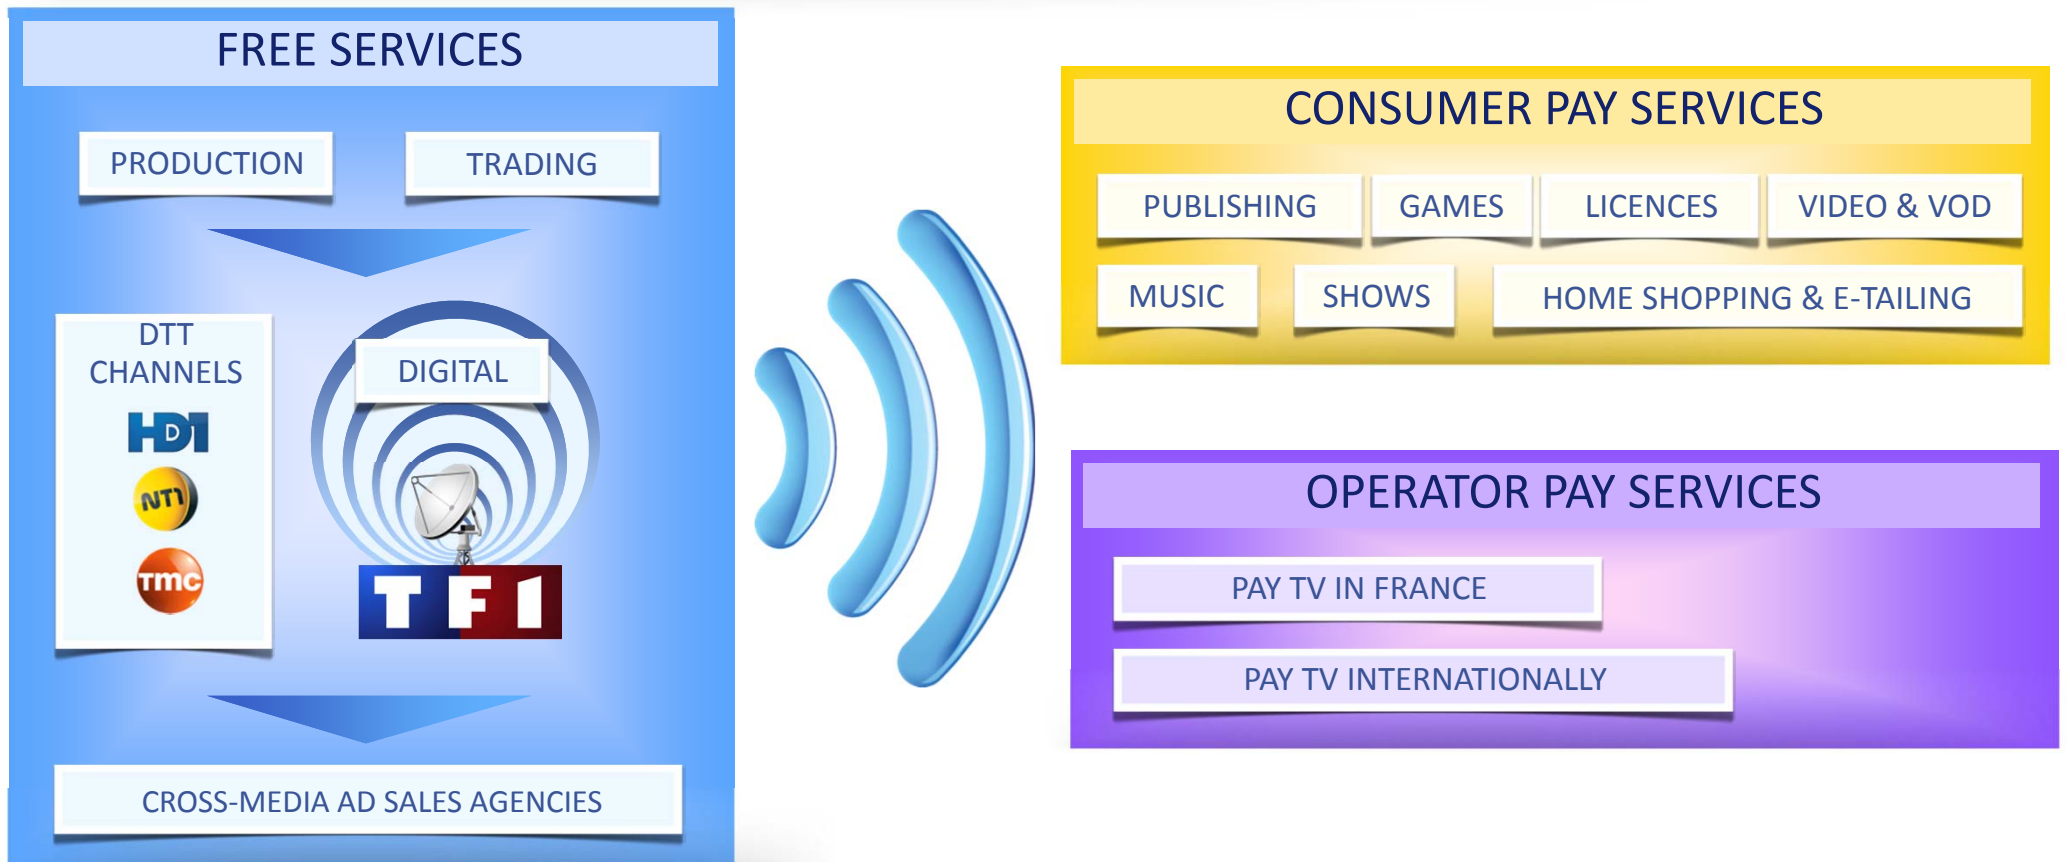 FREE SERVICES
PRODUCTION
TRADING
DTT
CHANNELS
HD1
NT1
TMC
DIGITAL
TF1
CROSS-MEDIA AD SALES AGENCIES
CONSUMER PAY SERVICES
PUBLISHING
GAMES
LICENCES
VIDEO & VOD
MUSIC
SHOWS
HOME SHOPPING & E-TAILING
OPERATOR PAY SERVICES
PAY TV IN FRANCE
PAY TV INTERNATIONALLY